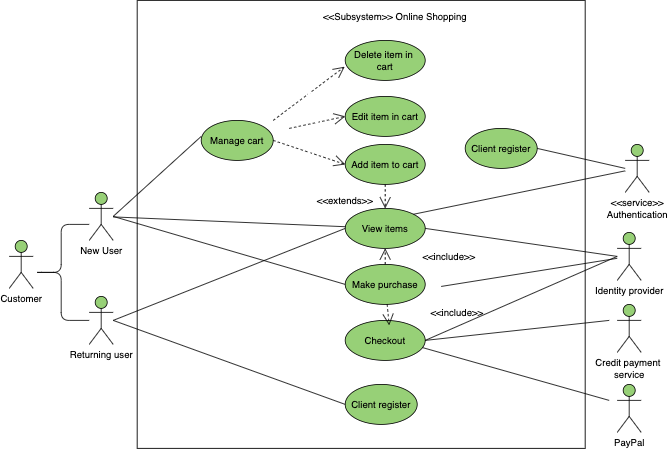 <<Subsystem>> Online Shopping
Delete item in
cart
Edit item in cart
Manage cart
Client register
Add item to cart
<<extends>>
<<service>>
Authentication
View items
New User
<<include>>
Make purchase
Identity provider
Customer
<<include>>
Checkout
Returning user
Credit payment
service
Client register
PayPal